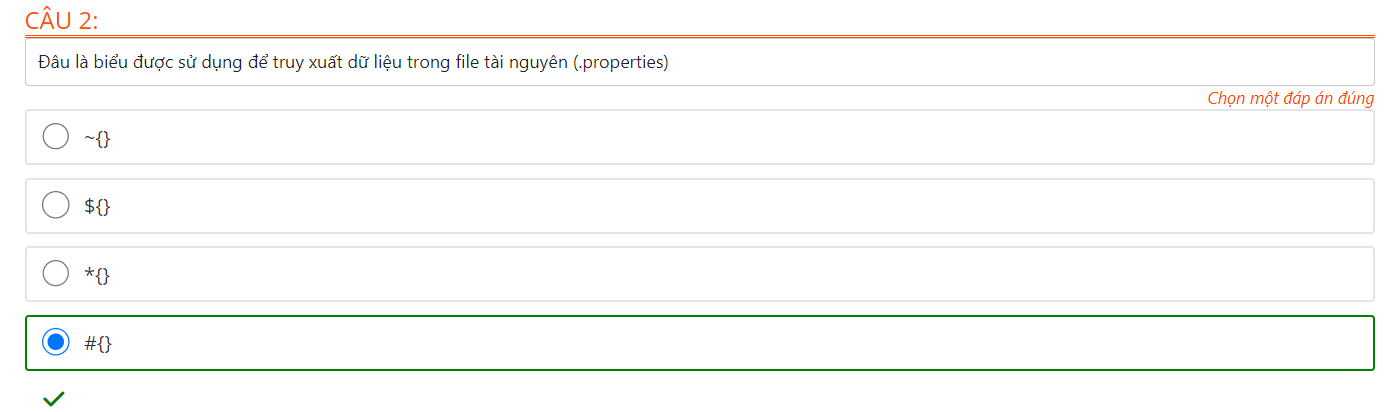 CÂU 2:
Đâu là biểu được sử dụng để truy xuất dữ liệu trong file tài nguyên (.properties)
Chọn một đáp án đúng
~{}
${}
*{}
#{}